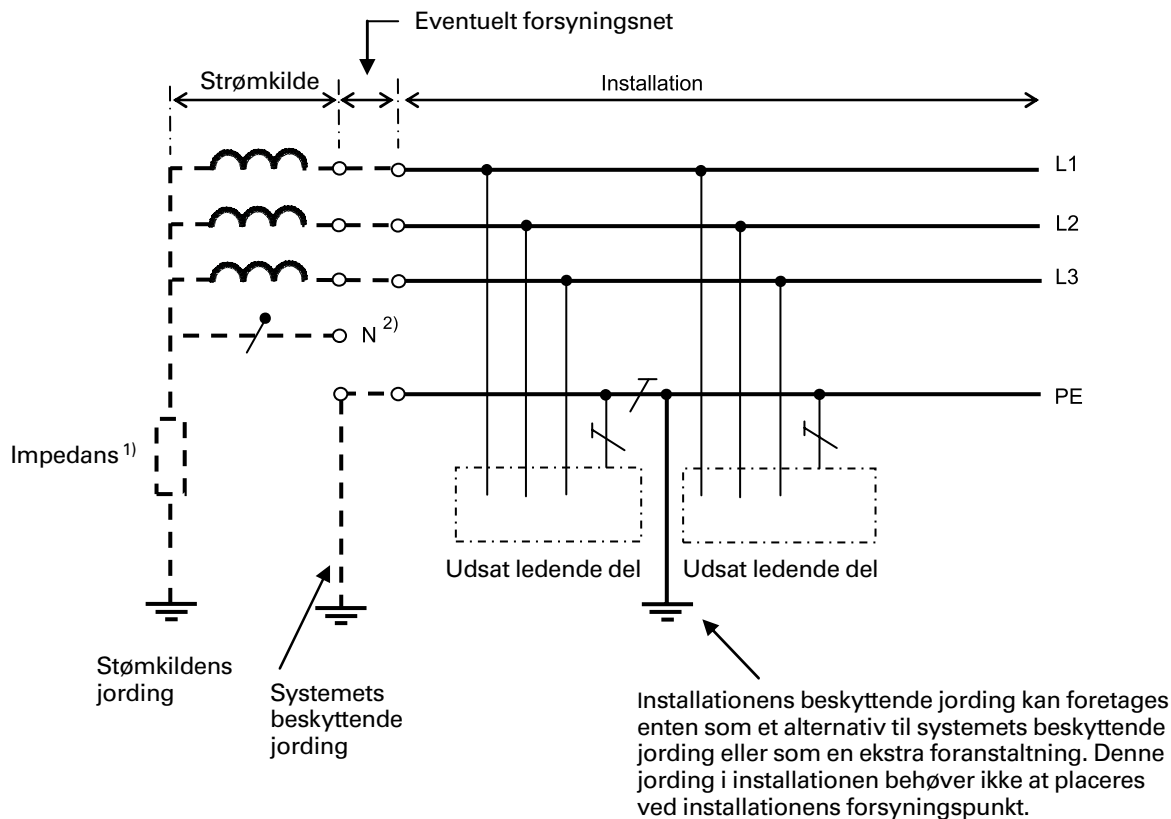 Eventuelt forsyningsnet
Strømkilde
Installation
L1
L2
L3
N 2)
PE
Impedans 1)
Udsat ledende del
Udsat ledende del
Stømkildens
jording
Systemets
beskyttende
jording
Installationens beskyttende jording kan foretages
enten som et alternativ til systemets beskyttende
jording eller som en ekstra foranstaltning. Denne
jording i installationen behøver ikke at placeres
ved installationens forsyningspunkt.